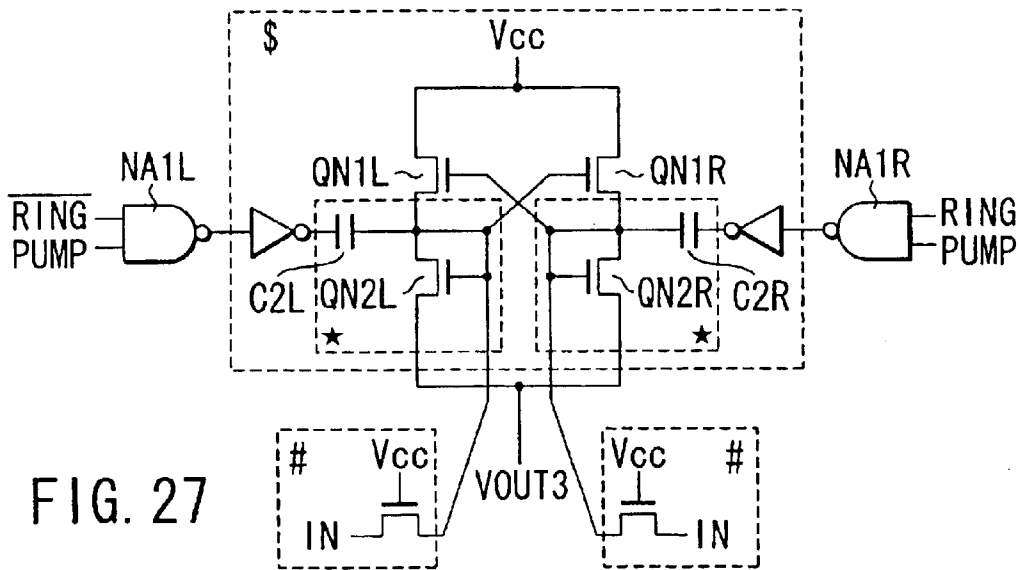 $
Vcc
NA1L
QN1L
QN1R
NA1R
R̅I̅N̅G̅
PUMP
RING
PUMP
C2L
QN2L
QN2R
C2R
★
★
#
Vcc
IN
VOUT3
Vcc
#
IN
FIG. 27